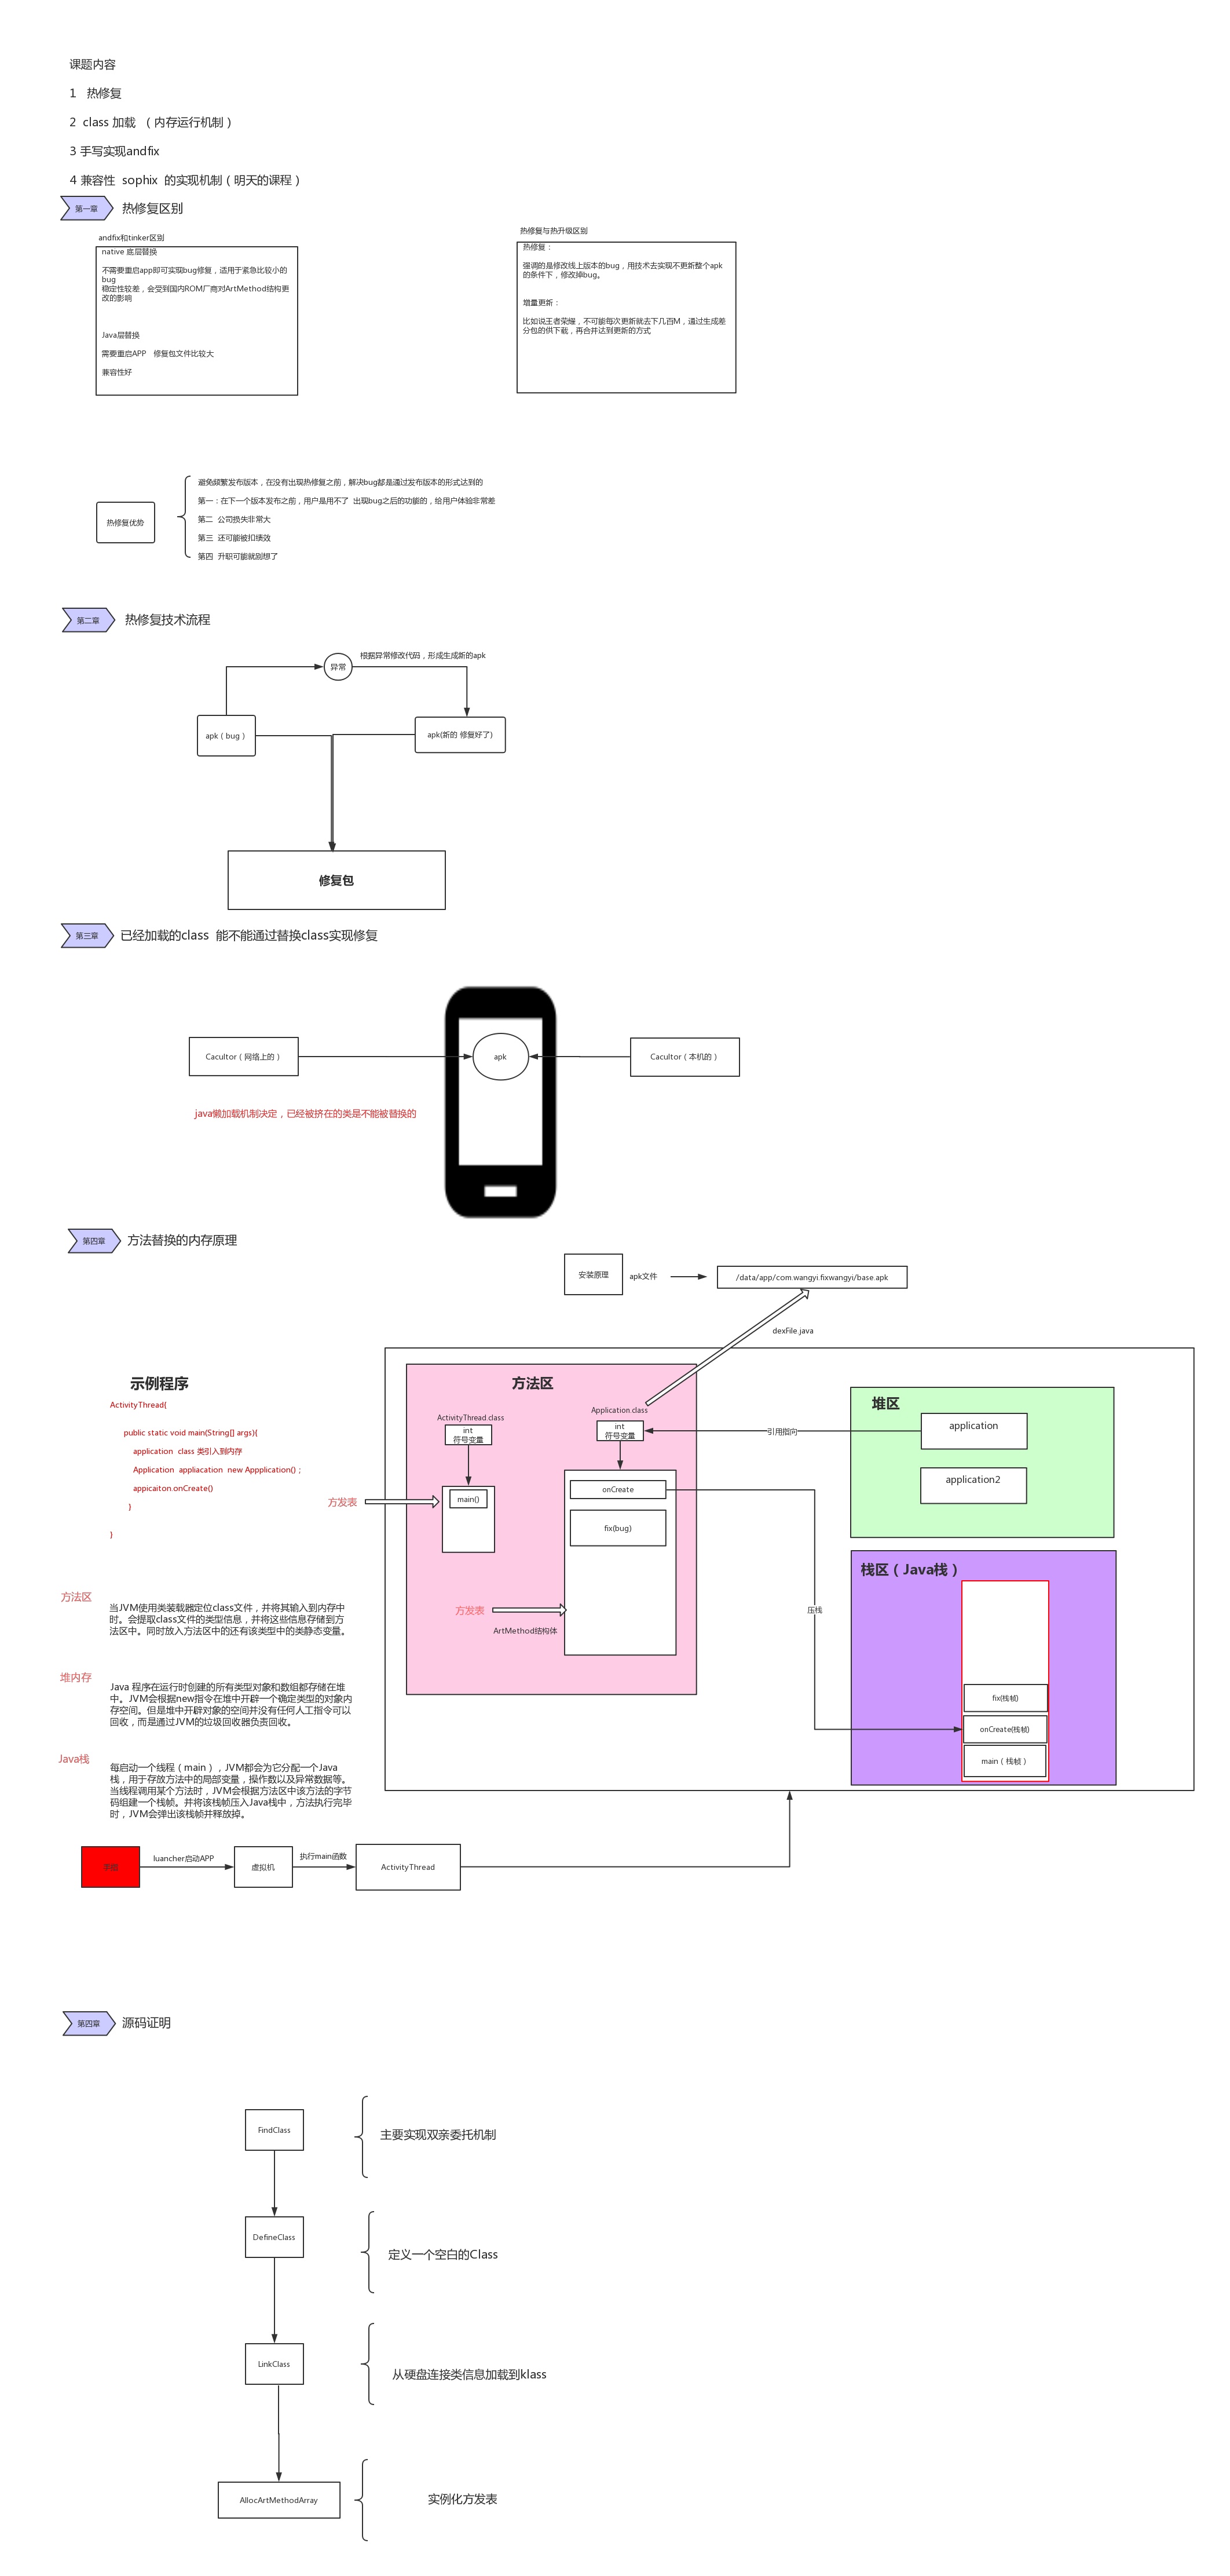 课题内容
1 热修复
2 class 加载 （内存运行机制）
3 手写实现andfix
4 兼容性 sophix 的实现机制（明天的课程）
第一章 热修复区别
andfix和tinker区别
native 底层替换
不需要重启app即可实现bug修复，适用于紧急比较小的
bug
稳定性较差，会受到国内ROM厂商对ArtMethod结构更
改的影响
Java层替换
需要重启APP 修复包文件比较大
兼容性好
热修复与热升级区别
热修复：
强调的是修改线上版本的bug，用技术去实现不更新整个apk
的条件下，修改掉bug。
增量更新：
比如说王者荣耀，不可能每次更新就去下几百M，通过生成差
分包的供下载，再合并达到更新的方式
热修复优势
避免频繁发布版本，在没有出现热修复之前，解决bug都是通过发布版本的形式达到的
第一：在下一个版本发布之前，用户是用不了 出现bug之后的功能的，给用户体验非常差
第二 公司损失非常大
第三 还可能被扣绩效
第四 升职可能就别想了
第二章 热修复技术流程
异常
根据异常修改代码，形成生成新的apk
apk（bug）
apk(新的 修复好了)
修复包
第三章 已经加载的class 能不能通过替换class实现修复
Cacultor（网络上的）
apk
Cacultor（本机的）
java懒加载机制决定，已经被挤在的类是不能被替换的
第四章 方法替换的内存原理
安装原理
apk文件
/data/app/com.wangyi.fixwangyi/base.apk
dexFile.java
示例程序
ActivityThread{
public static void main(String[] args){
application class 类引入到内存
Application appliacation new Appplication()；
appicaiton.onCreate()
}
}
方发表
方法区
ActivityThread.class
int
符号变量
main()
Application.class
int
符号变量
onCreate
fix(bug)
方发表
ArtMethod结构体
引用指向
堆区
application
application2
压栈
栈区（Java栈）
fix(栈帧)
onCreate(栈帧)
main（栈帧）
方法区
当JVM使用类装载器定位class文件，并将其输入到内存中
时。会提取class文件的类型信息，并将这些信息存储到方
法区中。同时放入方法区中的还有该类型中的类静态变量。
堆内存
Java 程序在运行时创建的所有类型对象和数组都存储在堆
中。JVM会根据new指令在堆中开辟一个确定类型的对象内
存空间。但是堆中开辟对象的空间并没有任何人工指令可以
回收，而是通过JVM的垃圾回收器负责回收。
Java栈
每启动一个线程（main），JVM都会为它分配一个Java
栈，用于存放方法中的局部变量，操作数以及异常数据等。
当线程调用某个方法时，JVM会根据方法区中该方法的字节
码组建一个栈帧。并将该栈帧压入Java栈中，方法执行完毕
时，JVM会弹出该栈帧并释放掉。
手指
luancher启动APP
虚拟机
执行main函数
ActivityThread
第四章 源码证明
FindClass
主要实现双亲委托机制
DefineClass
定义一个空白的Class
LinkClass
从硬盘连接类信息加载到klass
AllocArtMethodArray
实例化方发表